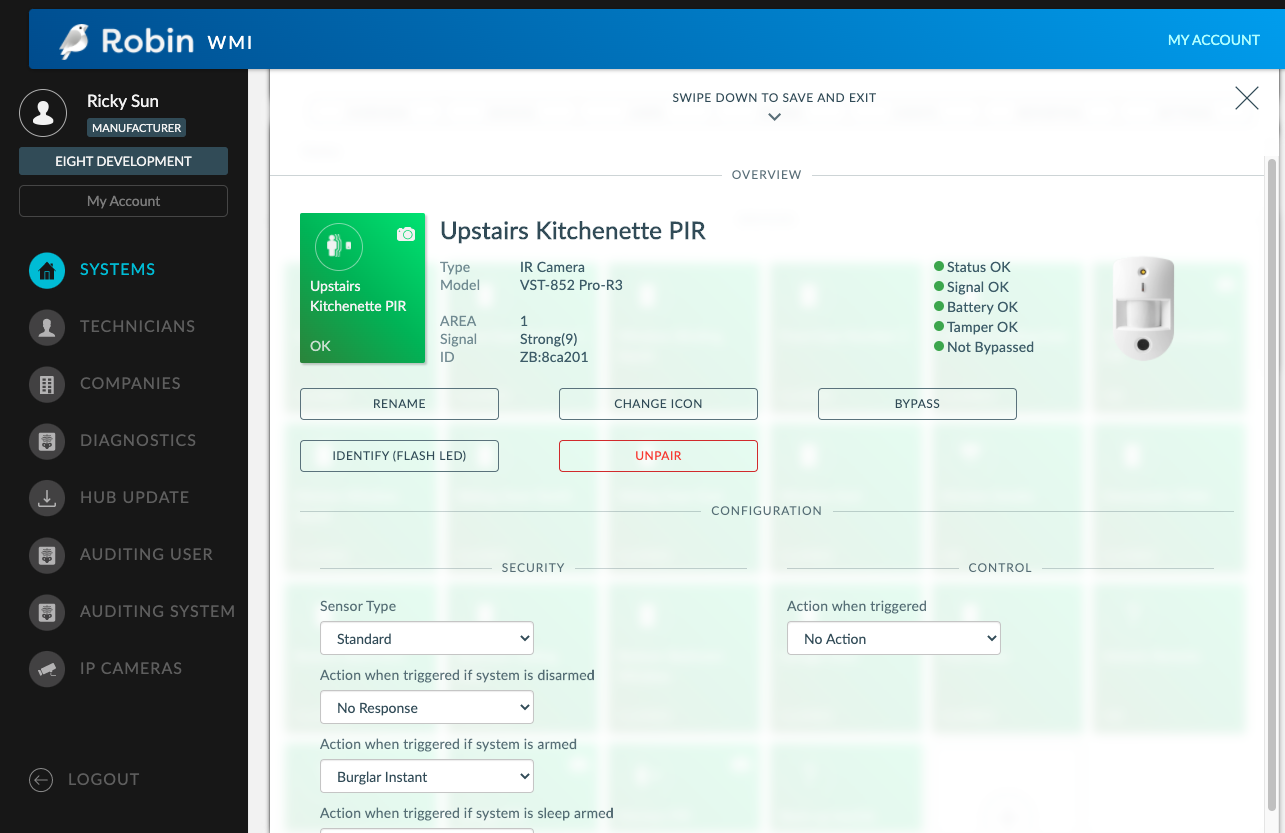 Robin WMI
MY ACCOUNT
Ricky Sun
MANUFACTURER
EIGHT DEVELOPMENT
My Account
SYSTEMS
TECHNICIANS
COMPANIES
DIAGNOSTICS
HUB UPDATE
AUDITING USER
AUDITING SYSTEM
IP CAMERAS
LOGOUT
SWIPE DOWN TO SAVE AND EXIT
OVERVIEW
Upstairs
Kitchenette PIR
OK
Upstairs Kitchenette PIR
Type IR Camera
Model VST-852 Pro-R3
AREA 1
Signal Strong(9)
ID ZB:8ca201
Status OK
Signal OK
Battery OK
Tamper OK
Not Bypassed
RENAME
CHANGE ICON
BYPASS
IDENTIFY (FLASH LED)
UNPAIR
CONFIGURATION
SECURITY
Sensor Type
Standard
Action when triggered if system is disarmed
No Response
Action when triggered if system is armed
Burglar Instant
Action when triggered if system is sleep armed
CONTROL
Action when triggered
No Action